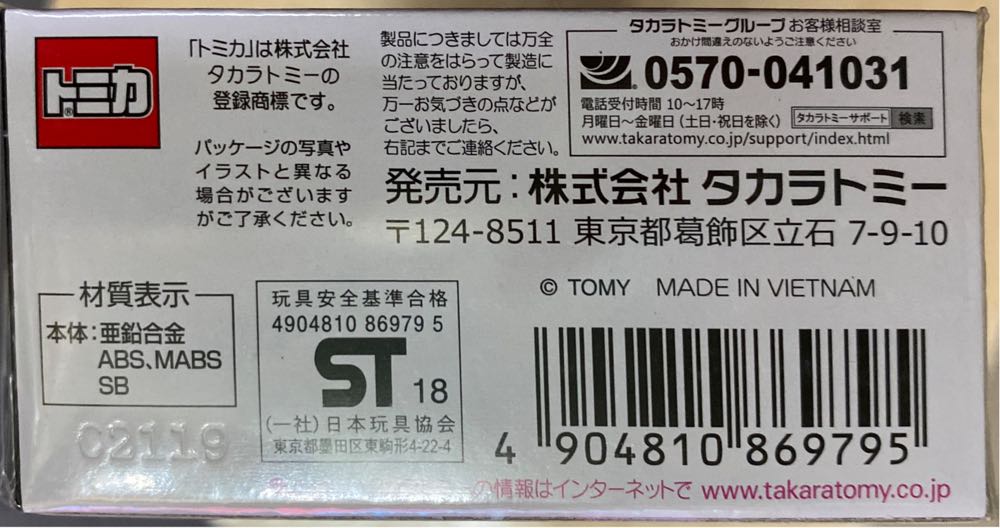 トミカ®
「トミカ」は株式会社
タカラトミーの
登録商標です。
パッケージの写真や
イラストと異なる
場合がございます
がご了承ください。
製品につきましては万全
の注意をはらって製造に
当たっておりますが、
万一お気づきの点などが
ございましたら、
右記までご連絡ください。
タカラトミーグループ お客様相談室
おかけ間違えのないようご注意ください
0570-041031
電話受付時間 10〜17時
月曜日〜金曜日（土日・祝日を除く） タカラトミーサポート 検索
www.takaratomy.co.jp/support/index.html
発売元：株式会社 タカラトミー
〒124-8511 東京都葛飾区立石 7-9-10
材質表示
本体：亜鉛合金
ABS、MABS
SB
C2119
玩具安全基準合格
4904810 86979 5
ST 18
(一社)日本玩具協会
東京都墨田区東駒形4-22-4
© TOMY MADE IN VIETNAM
4 904810 869795
の情報はインターネットで www.takaratomy.co.jp